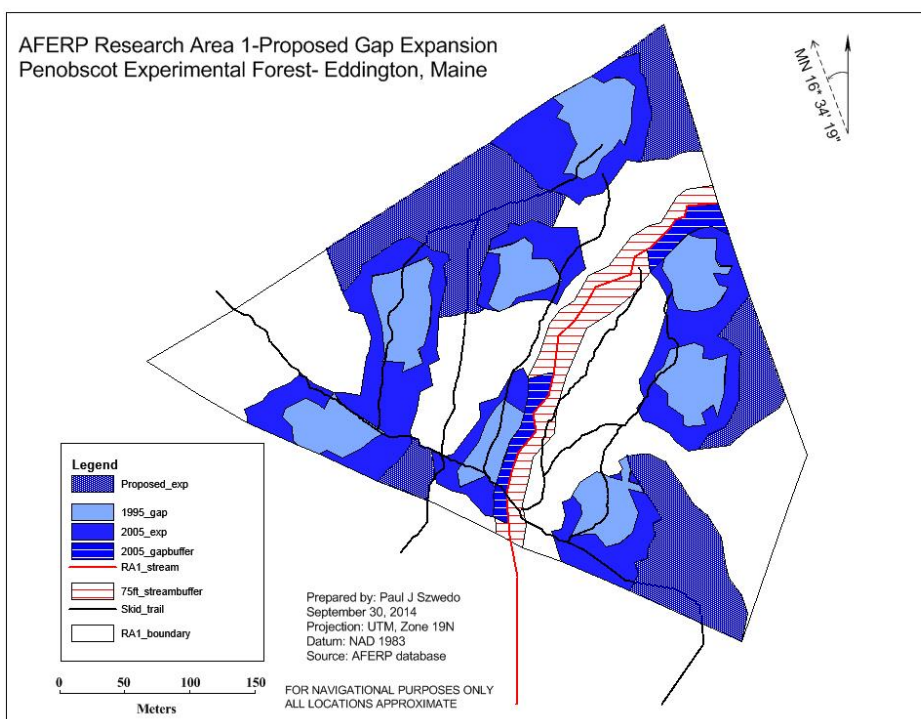 AFERP Research Area 1-Proposed Gap Expansion
Penobscot Experimental Forest- Eddington, Maine
MN 16° 34' 19"
Legend
Proposed_exp
1995_gap
2005_exp
2005_gapbuffer
RA1_stream
75ft_streambuffer
Skid_trail
RA1_boundary
0 50 100 150
Meters
Prepared by: Paul J Szwedo
September 30, 2014
Projection: UTM, Zone 19N
Datum: NAD 1983
Source: AFERP database
FOR NAVIGATIONAL PURPOSES ONLY
ALL LOCATIONS APPROXIMATE